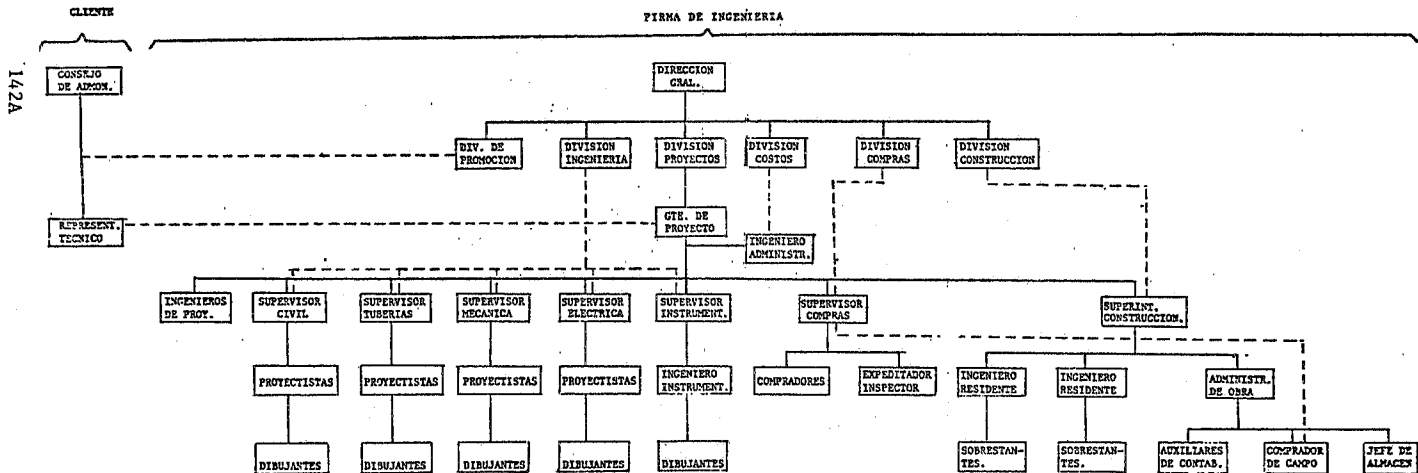 CLIENTE
FIRMA DE INGENIERIA
142A
CONSEJO
DE ADMON.
DIRECCION
GRAL.
DIV. DE
PROMOCION
DIVISION
INGENIERIA
DIVISION
PROYECTOS
DIVISION
COSTOS
DIVISION
COMPRAS
DIVISION
CONSTRUCCION
REPRESENT.
TECNICO
GTE. DE
PROYECTO
INGENIERO
ADMINISTR.
INGENIEROS
DE PROY.
SUPERVISOR
CIVIL
SUPERVISOR
TUBERIAS
SUPERVISOR
MECANICA
SUPERVISOR
ELECTRICA
SUPERVISOR
INSTRUMENT.
SUPERVISOR
COMPRAS
SUPERINT.
CONSTRUCCION.
PROYECTISTAS
PROYECTISTAS
PROYECTISTAS
PROYECTISTAS
INGENIERO
INSTRUMENT.
COMPRADORES
EXPEDITADOR
INSPECTOR
INGENIERO
RESIDENTE
INGENIERO
RESIDENTE
ADMINISTR.
DE OBRA
DIBUJANTES
DIBUJANTES
DIBUJANTES
DIBUJANTES
DIBUJANTES
SOBRESTAN-
TES.
SOBRESTAN-
TES.
AUXILIARES
DE CONTAB.
COMPRADOR
DE CAMPO
JEFE DE
ALMACEN